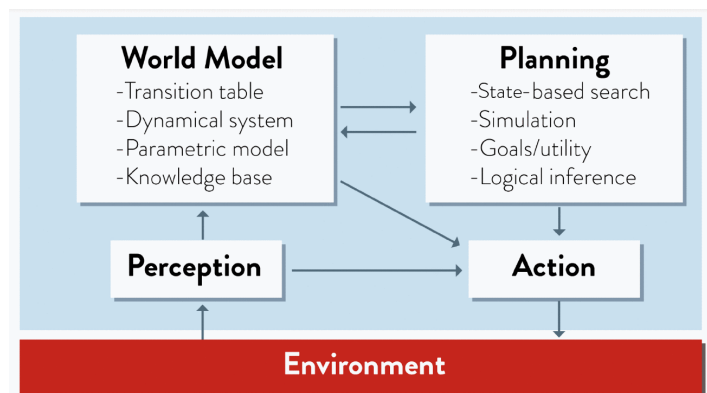 World Model
-Transition table
-Dynamical system
-Parametric model
-Knowledge base
Planning
-State-based search
-Simulation
-Goals/utility
-Logical inference
Perception
Action
Environment